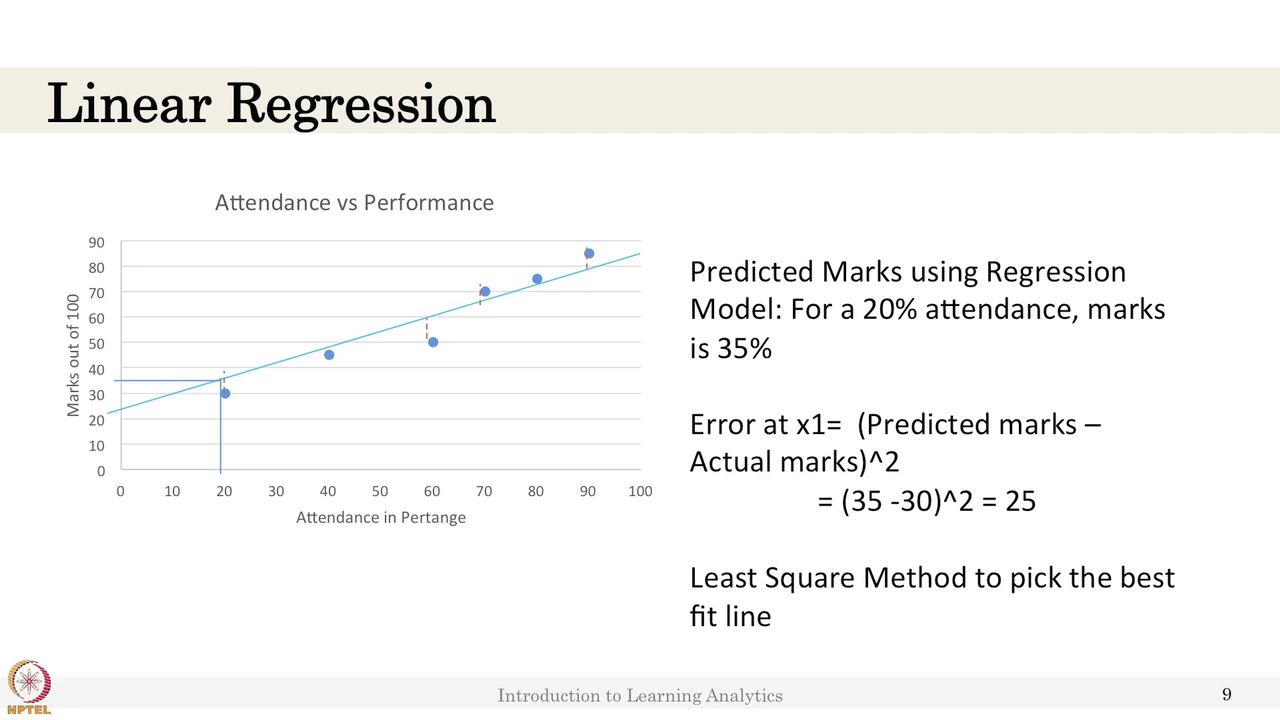 Linear Regression
Attendance vs Performance
90
80
70
60
50
40
30
20
10
0
Marks out of 100
0 10 20 30 40 50 60 70 80 90 100
Attendance in Pertange
Predicted Marks using Regression
Model: For a 20% attendance, marks
is 35%
Error at x1= (Predicted marks –
Actual marks)^2
= (35 -30)^2 = 25
Least Square Method to pick the best
fit line
NPTEL
Introduction to Learning Analytics
9